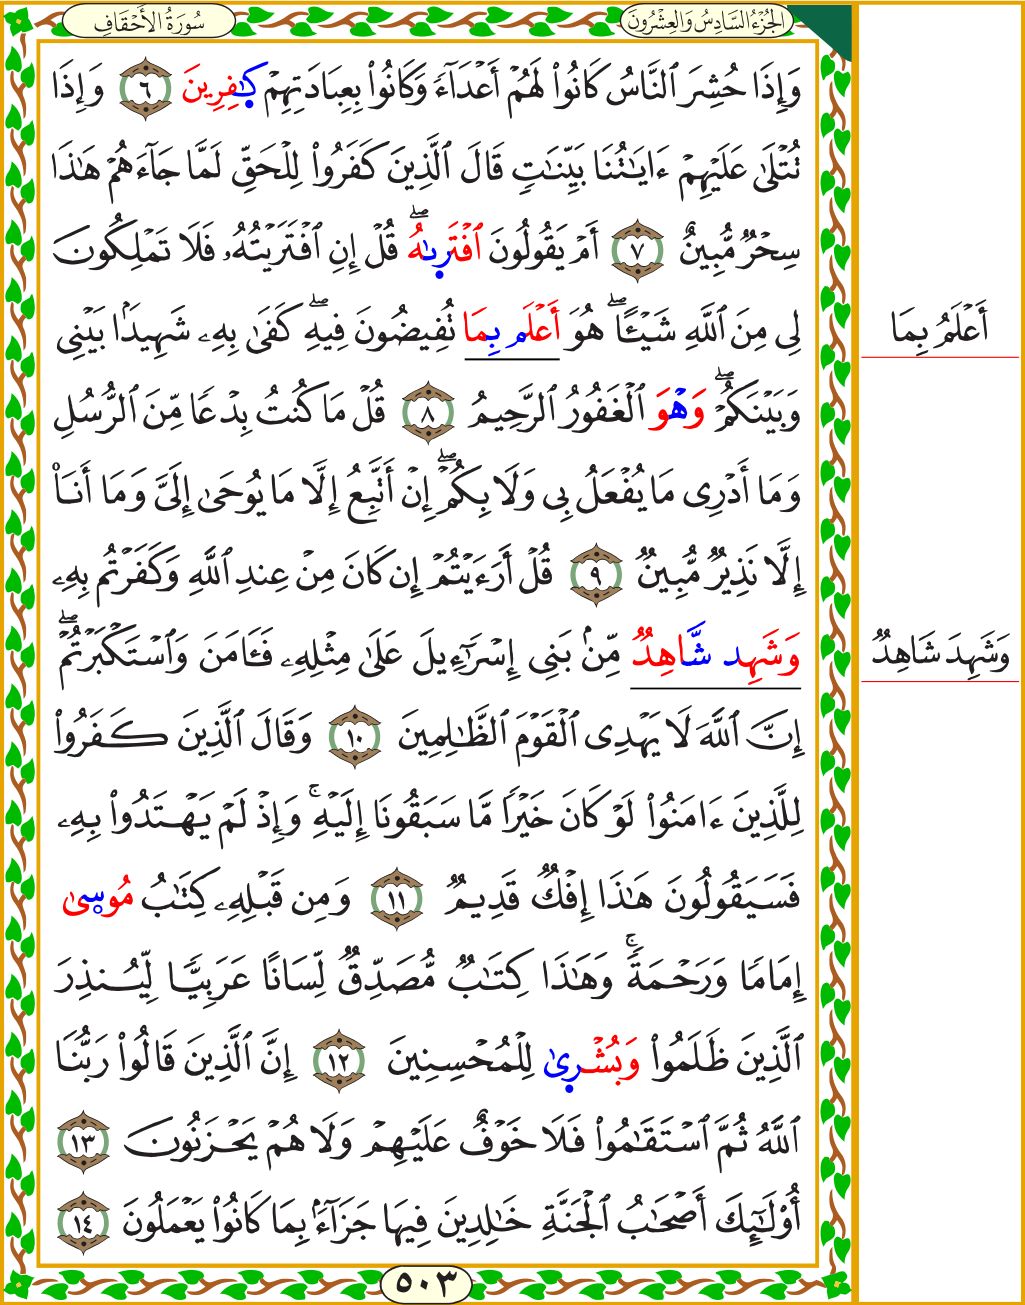 سُورَةُ الأَحْقَافِ
الجُزْءُ السَّادِسُ وَالعِشْرُونَ
وَإِذَا حُشِرَ ٱلنَّاسُ كَانُوا۟ لَهُمْ أَعْدَآءً وَكَانُوا۟ بِعِبَادَتِهِمْ كَـٰفِرِينَ ٦ وَإِذَا
تُتْلَىٰ عَلَيْهِمْ ءَايَـٰتُنَا بَيِّنَـٰتٍ قَالَ ٱلَّذِينَ كَفَرُوا۟ لِلْحَقِّ لَمَّا جَآءَهُمْ هَـٰذَا
سِحْرٌ مُّبِينٌ ٧ أَمْ يَقُولُونَ ٱفْتَرىٰهُ ۖ قُلْ إِنِ ٱفْتَرَيْتُهُۥ فَلَا تَمْلِكُونَ
لِى مِنَ ٱللَّهِ شَيْـًٔا ۖ هُوَ أَعْلَم بِمَا تُفِيضُونَ فِيهِ ۖ كَفَىٰ بِهِۦ شَهِيدًۢا بَيْنِى
وَبَيْنَكُمْ ۖ وَهْوَ ٱلْغَفُورُ ٱلرَّحِيمُ ٨ قُلْ مَا كُنتُ بِدْعًا مِّنَ ٱلرُّسُلِ
وَمَا أَدْرِى مَا يُفْعَلُ بِى وَلَا بِكُمْ ۖ إِنْ أَتَّبِعُ إِلَّا مَا يُوحَىٰ إِلَىَّ وَمَا أَنَا۠
إِلَّا نَذِيرٌ مُّبِينٌ ٩ قُلْ أَرَءَيْتُمْ إِن كَانَ مِنْ عِندِ ٱللَّهِ وَكَفَرْتُم بِهِۦ
وَشَهِد شَّاهِدٌ مِّنۢ بَنِى إِسْرَٰٓءِيلَ عَلَىٰ مِثْلِهِۦ فَـَٔامَنَ وَٱسْتَكْبَرْتُمْ ۖ
إِنَّ ٱللَّهَ لَا يَهْدِى ٱلْقَوْمَ ٱلظَّـٰلِمِينَ ١٠ وَقَالَ ٱلَّذِينَ كَفَرُوا۟
لِلَّذِينَ ءَامَنُوا۟ لَوْ كَانَ خَيْرًا مَّا سَبَقُونَا إِلَيْهِ ۚ وَإِذْ لَمْ يَهْتَدُوا۟ بِهِۦ
فَسَيَقُولُونَ هَـٰذَا إِفْكٌ قَدِيمٌ ١١ وَمِن قَبْلِهِۦ كِتَـٰبُ مُوسىٰ
إِمَامًا وَرَحْمَةً ۚ وَهَـٰذَا كِتَـٰبٌ مُّصَدِّقٌ لِّسَانًا عَرَبِيًّا لِّيُنذِرَ
ٱلَّذِينَ ظَلَمُوا۟ وَبُشْرىٰ لِلْمُحْسِنِينَ ١٢ إِنَّ ٱلَّذِينَ قَالُوا۟ رَبُّنَا
ٱللَّهُ ثُمَّ ٱسْتَقَـٰمُوا۟ فَلَا خَوْفٌ عَلَيْهِمْ وَلَا هُمْ يَحْزَنُونَ ١٣
أُو۟لَـٰٓئِكَ أَصْحَـٰبُ ٱلْجَنَّةِ خَـٰلِدِينَ فِيهَا جَزَآءًۢ بِمَا كَانُوا۟ يَعْمَلُونَ ١٤
أَعْلَمُ بِمَا
وَشَهِدَ شَاهِدٌ
٥٠٣